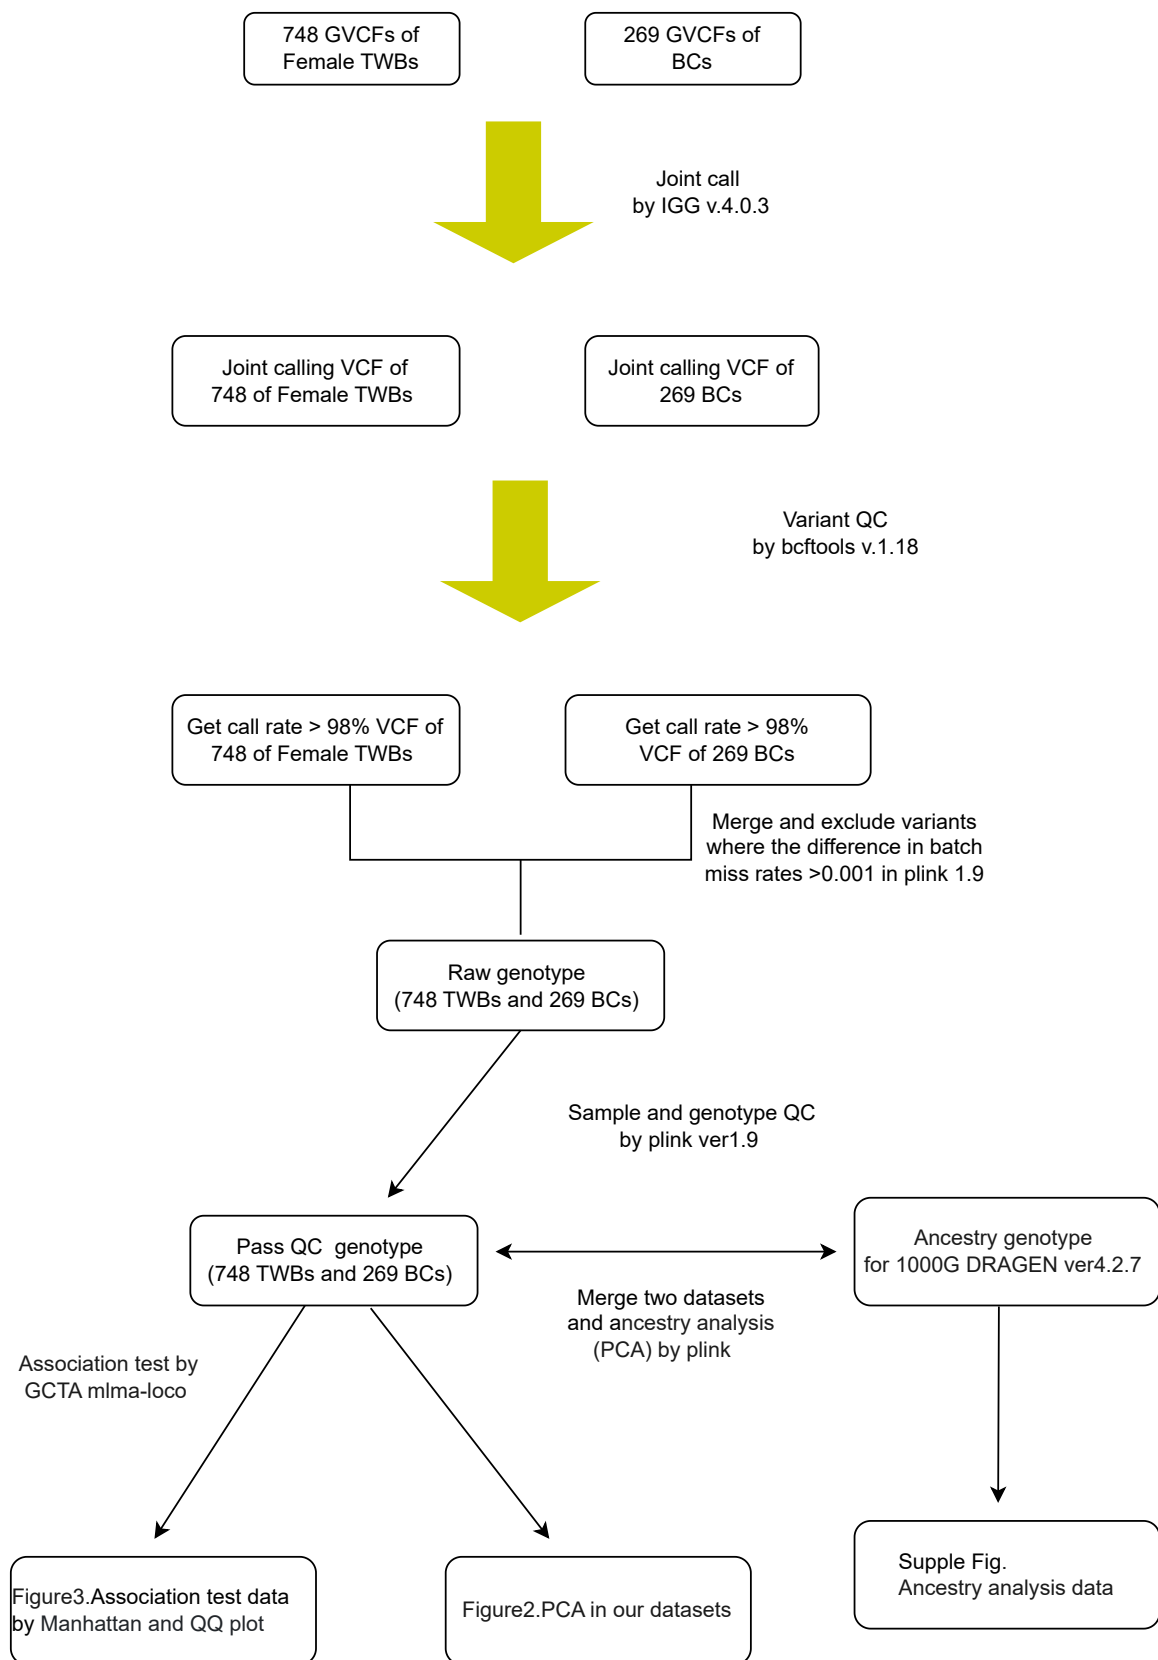 748 GVCFs of
Female TWBs
269 GVCFs of
BCs
Joint call
by IGG v.4.0.3
Joint calling VCF of
748 of Female TWBs
Joint calling VCF of
269 BCs
Variant QC
by bcftools v.1.18
Get call rate > 98% VCF of
748 of Female TWBs
Get call rate > 98%
VCF of 269 BCs
Merge and exclude variants
where the difference in batch
miss rates >0.001 in plink 1.9
Raw genotype
(748 TWBs and 269 BCs)
Sample and genotype QC
by plink ver1.9
Pass QC genotype
(748 TWBs and 269 BCs)
Ancestry genotype
for 1000G DRAGEN ver4.2.7
Merge two datasets
and ancestry analysis
(PCA) by plink
Association test by
GCTA mlma-loco
Figure3.Association test data
by Manhattan and QQ plot
Figure2.PCA in our datasets
Supple Fig.
Ancestry analysis data